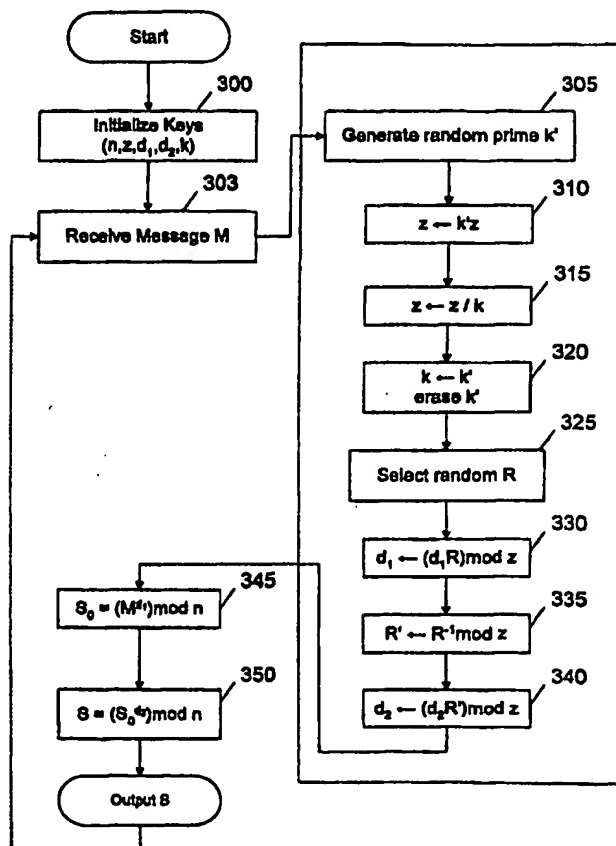 Start
300
Initialize Keys
(n,z,d₁,d₂,k)
303
Receive Message M
305
Generate random prime k'
310
z ← k'z
315
z ← z / k
320
k ← k'
erase k'
325
Select random R
330
d₁ ← (d₁R)mod z
335
R' ← R⁻¹mod z
340
d₂ ← (d₂R')mod z
345
S₀ = (M^d₁)mod n
350
S = (S₀^d₂)mod n
Output S